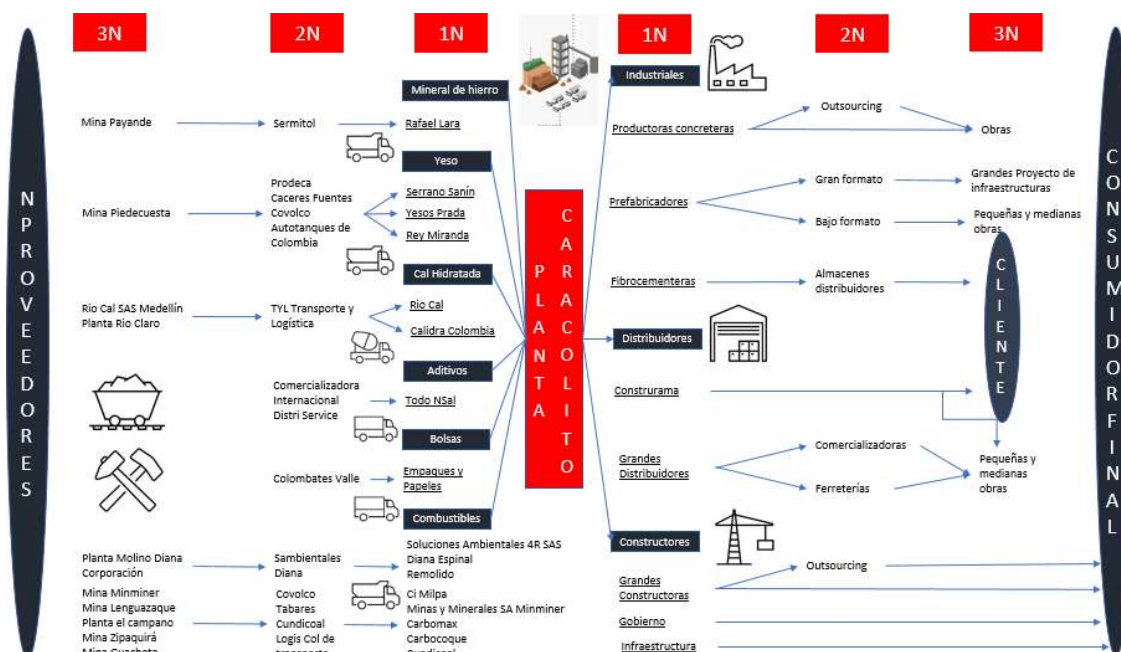 3N
2N
1N
1N
2N
3N
NPROVEEDORES
Mineral de hierro
Mina Payande
Sermitol
Rafael Lara
Yeso
Mina Piedecuesta
Prodeca
Caceres Fuentes
Covolco
Autotanques de
Colombia
Serrano Sanín
Yesos Prada
Rey Miranda
Cal Hidratada
Rio Cal SAS Medellín
Planta Rio Claro
TYL Transporte y
Logística
Rio Cal
Calidra Colombia
Aditivos
Comercializadora
Internacional
Distri Service
Todo NSal
Bolsas
Colombates Valle
Empaques y
Papeles
Combustibles
Planta Molino Diana
Corporación
Sambientales
Diana
Soluciones Ambientales 4R SAS
Diana Espinal
Remolido
Mina Minminer
Mina Lenguazaque
Planta el campano
Mina Zipaquirá
Mina Guacheta
Covolco
Tabares
Cundicoal
Logis Col de
transporte
Ci Milpa
Minas y Minerales SA Minminer
Carbomax
Carbocoque
Cundicoal
PLANTA
CARACOLITO
Industriales
Productoras concreteras
Outsourcing
Obras
Prefabricadores
Gran formato
Grandes Proyecto de
infraestructuras
Bajo formato
Pequeñas y medianas
obras
Fibrocementeras
Almacenes
distribuidores
CLIENTE
Distribuidores
Construrama
Grandes
Distribuidores
Comercializadoras
Ferreterías
Pequeñas y
medianas
obras
Constructores
Grandes
Constructoras
Outsourcing
Gobierno
Infraestructura
CONSUMIDORFINAL